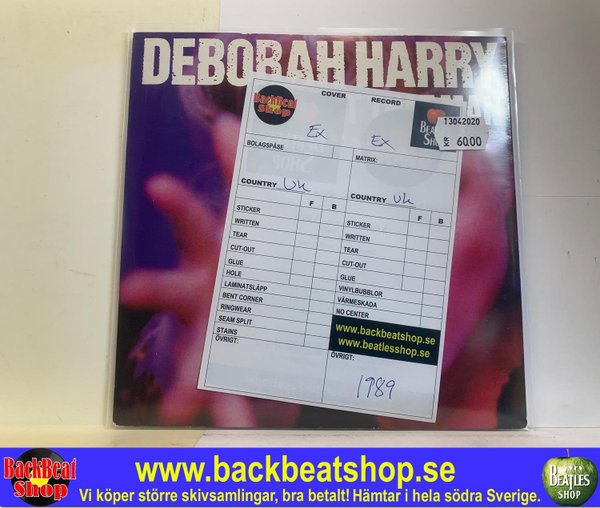 DEBORAH HARRY
COVER RECORD
BackBeat Shop
BEATLES SHOP
13042020
KR 60.00
Ex Ex
BOLAGSPÅSE MATRIX:
COUNTRY UK COUNTRY UK
F B F B
STICKER STICKER
WRITTEN WRITTEN
TEAR TEAR
CUT-OUT CUT-OUT
GLUE GLUE
HOLE VINYLBUBBLOR
LAMINATSLÄPP VÄRMESKADA
BENT CORNER NO CENTER
RINGWEAR
SEAM SPLIT
STAINS
www.backbeatshop.se
www.beatlesshop.se
ÖVRIGT: ÖVRIGT:
1989
BackBeat Shop
www.backbeatshop.se
Vi köper större skivsamlingar, bra betalt! Hämtar i hela södra Sverige.
BEATLES SHOP